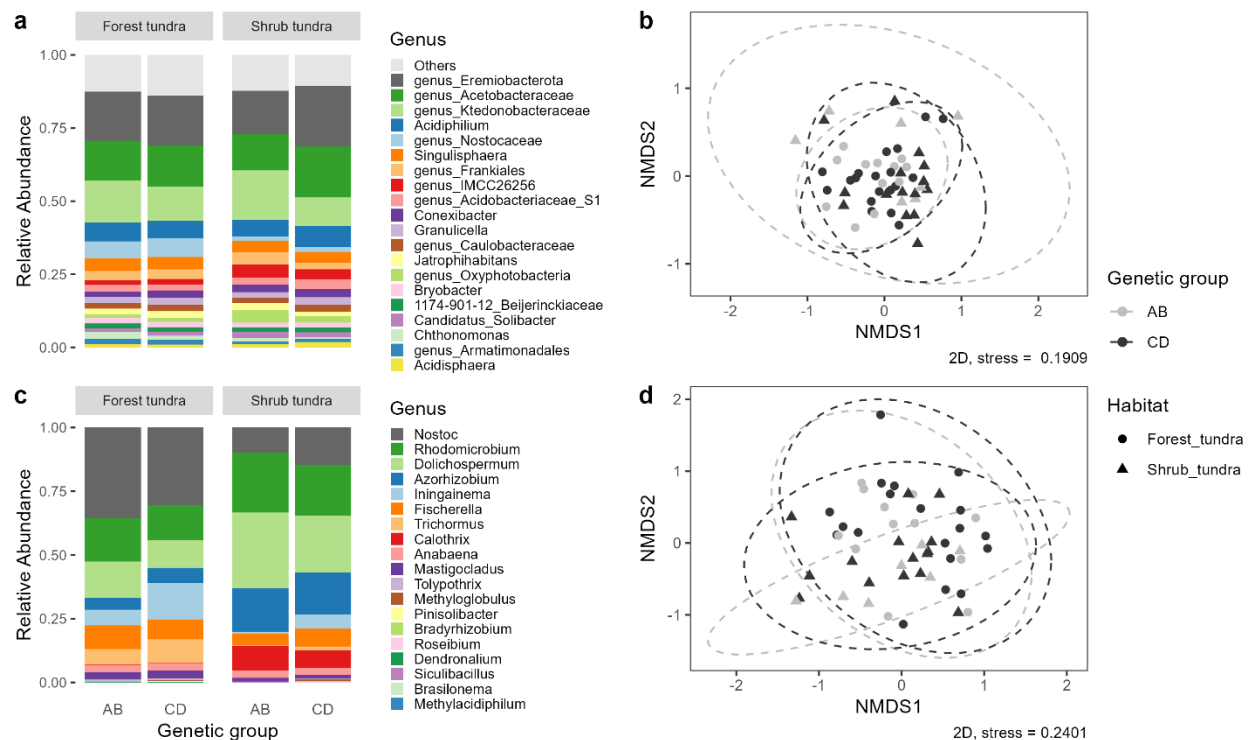 a
Forest tundra
Shrub tundra
1.00
0.75
0.50
0.25
0.00
Relative Abundance
Genus
Others
genus_Eremiobacterota
genus_Acetobacteraceae
genus_Ktedonobacteraceae
Acidiphilium
genus_Nostocaceae
Singulisphaera
genus_Frankiales
genus_IMCC26256
genus_Acidobacteriaceae_S1
Conexibacter
Granulicella
genus_Caulobacteraceae
Jatrophihabitans
genus_Oxyphotobacteria
Bryobacter
1174-901-12_Beijerinckiaceae
Candidatus_Solibacter
Chthonomonas
genus_Armatimonadales
Acidisphaera
b
1
0
-1
NMDS2
-2
-1
0
1
2
NMDS1
2D, stress = 0.1909
Genetic group
AB
CD
Habitat
Forest_tundra
Shrub_tundra
c
Forest tundra
Shrub tundra
1.00
0.75
0.50
0.25
0.00
Relative Abundance
AB
CD
AB
CD
Genetic group
Genus
Nostoc
Rhodomicrobium
Dolichospermum
Azorhizobium
Iningainema
Fischerella
Trichormus
Calothrix
Anabaena
Mastigocladus
Tolypothrix
Methyloglobulus
Pinisolibacter
Bradyrhizobium
Roseibium
Dendronalium
Siculibacillus
Brasilonema
Methylacidiphilum
d
2
1
0
-1
NMDS2
-2
-1
0
1
2
NMDS1
2D, stress = 0.2401